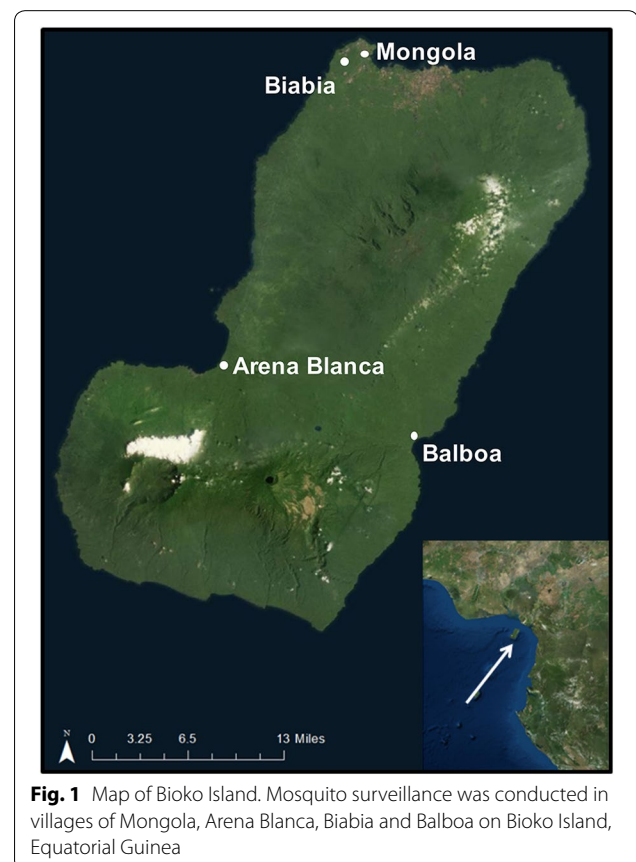 Mongola
Biabia
Arena Blanca
Balboa
N 0 3.25 6.5 13 Miles
Fig. 1 Map of Bioko Island. Mosquito surveillance was conducted in
villages of Mongola, Arena Blanca, Biabia and Balboa on Bioko Island,
Equatorial Guinea